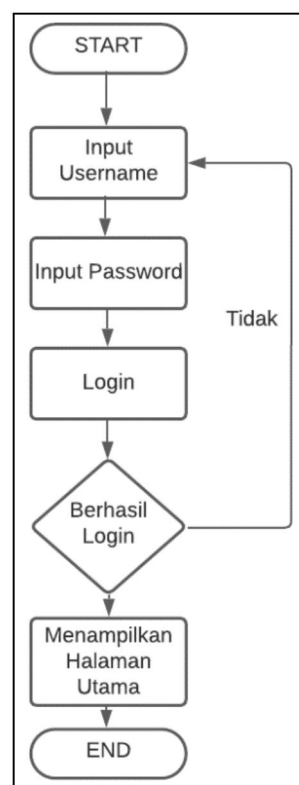 START
Input
Username
Input Password
Tidak
Login
Berhasil
Login
Menampilkan
Halaman
Utama
END